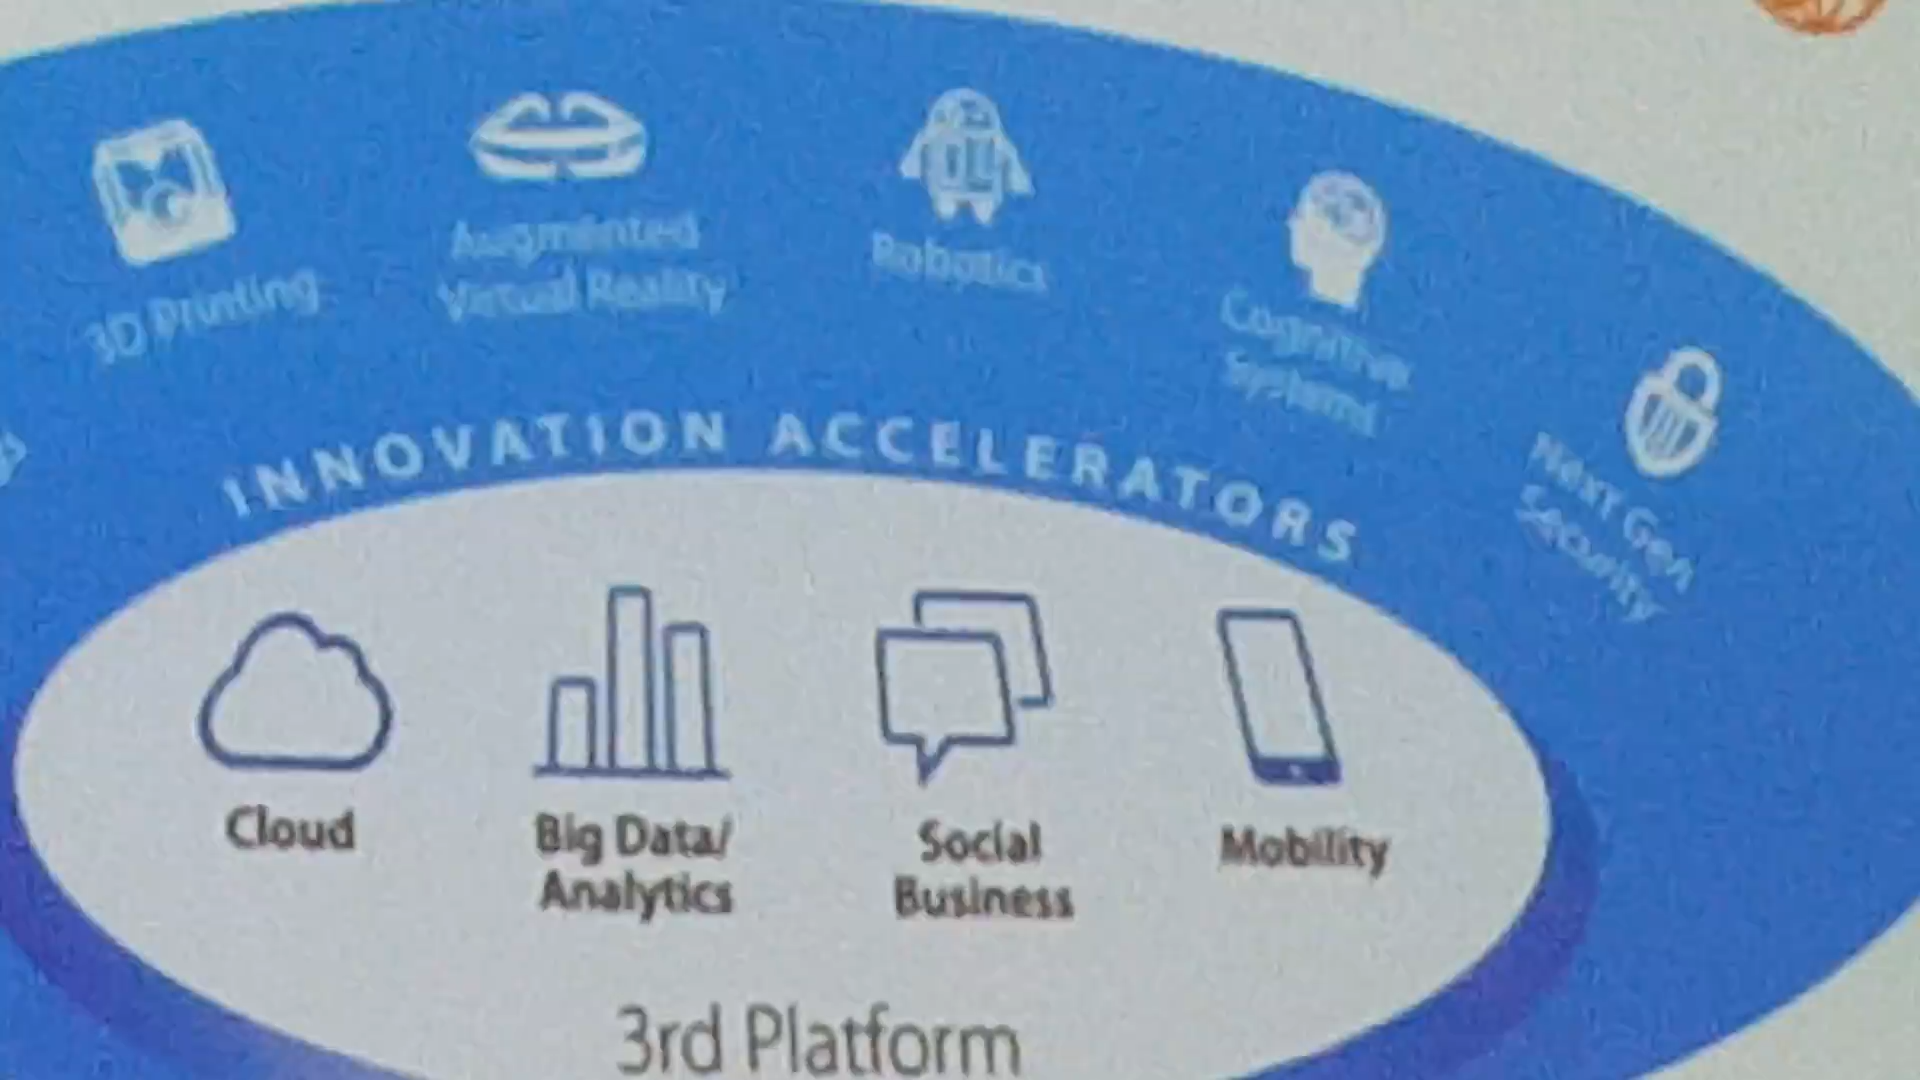 3D Printing
Augmented
Virtual Reality
Robotics
Cognitive
Systems
Next Gen
Security
INNOVATION ACCELERATORS
Cloud
Big Data/
Analytics
Social
Business
Mobility
3rd Platform